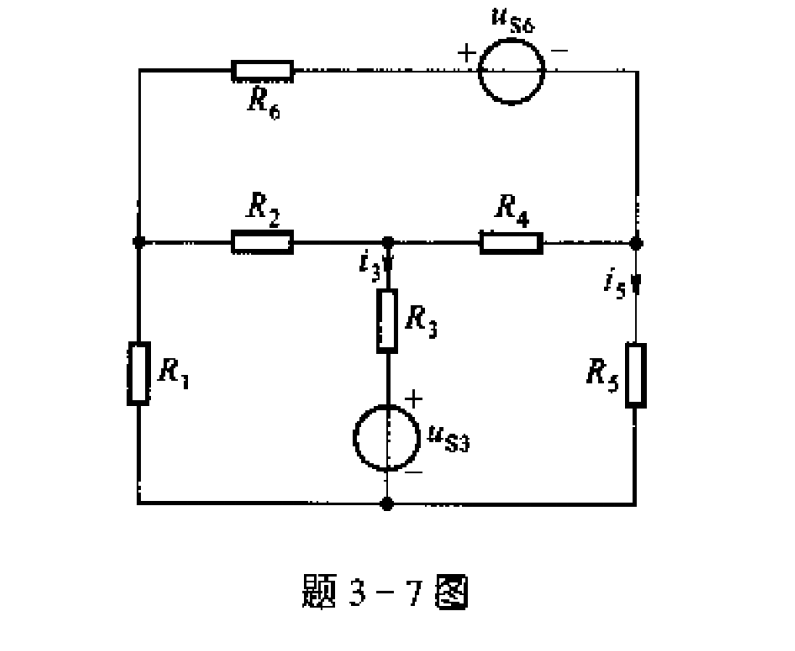 u_S6
+ −
R_6
R_2 R_4
i_3 i_5
R_3
R_1 R_5
+
u_S3
−
题 3－7 图